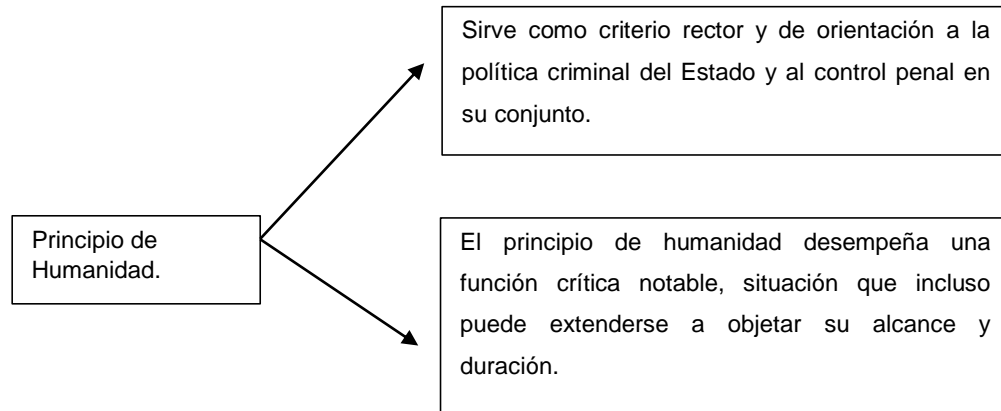 Sirve como criterio rector y de orientación a la
política criminal del Estado y al control penal en
su conjunto.
Principio de
Humanidad.
El principio de humanidad desempeña una
función crítica notable, situación que incluso
puede extenderse a objetar su alcance y
duración.